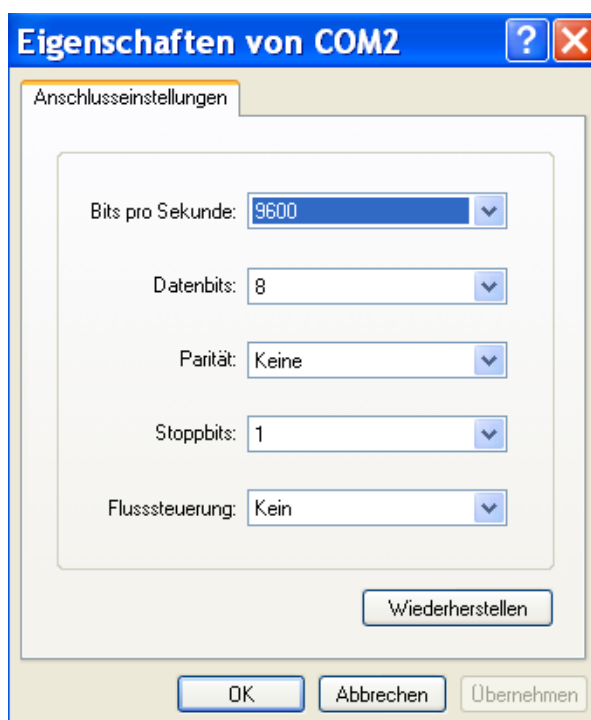 Eigenschaften von COM2
Anschlusseinstellungen
Bits pro Sekunde: 9600
Datenbits: 8
Parität: Keine
Stoppbits: 1
Flusssteuerung: Kein
Wiederherstellen
OK Abbrechen Übernehmen